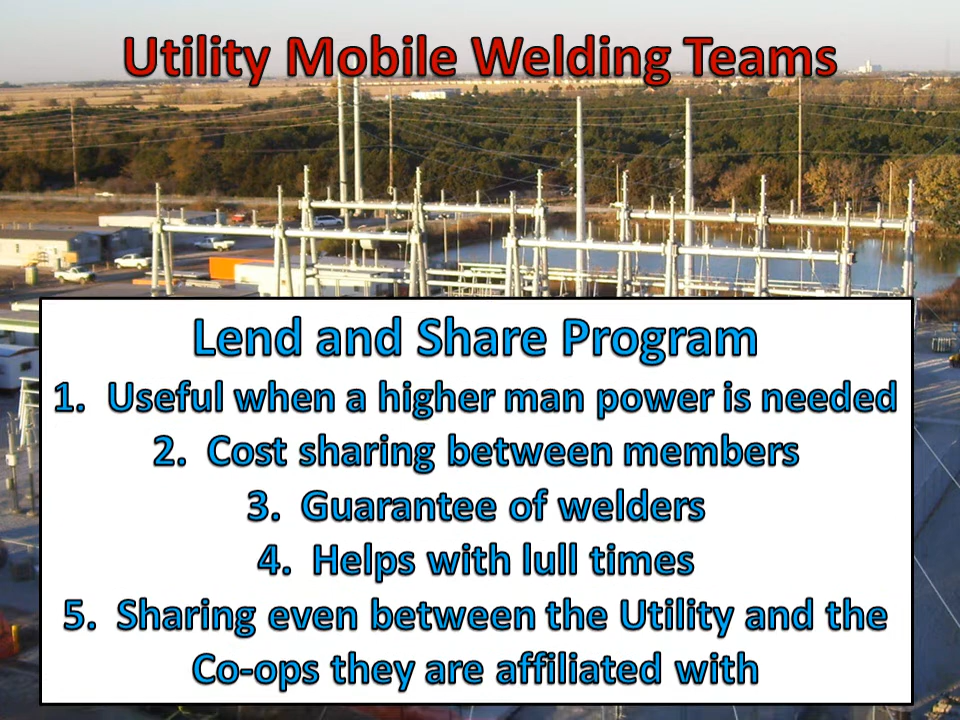 Utility Mobile Welding Teams
Lend and Share Program
1. Useful when a higher man power is needed
2. Cost sharing between members
3. Guarantee of welders
4. Helps with lull times
5. Sharing even between the Utility and the
Co-ops they are affiliated with